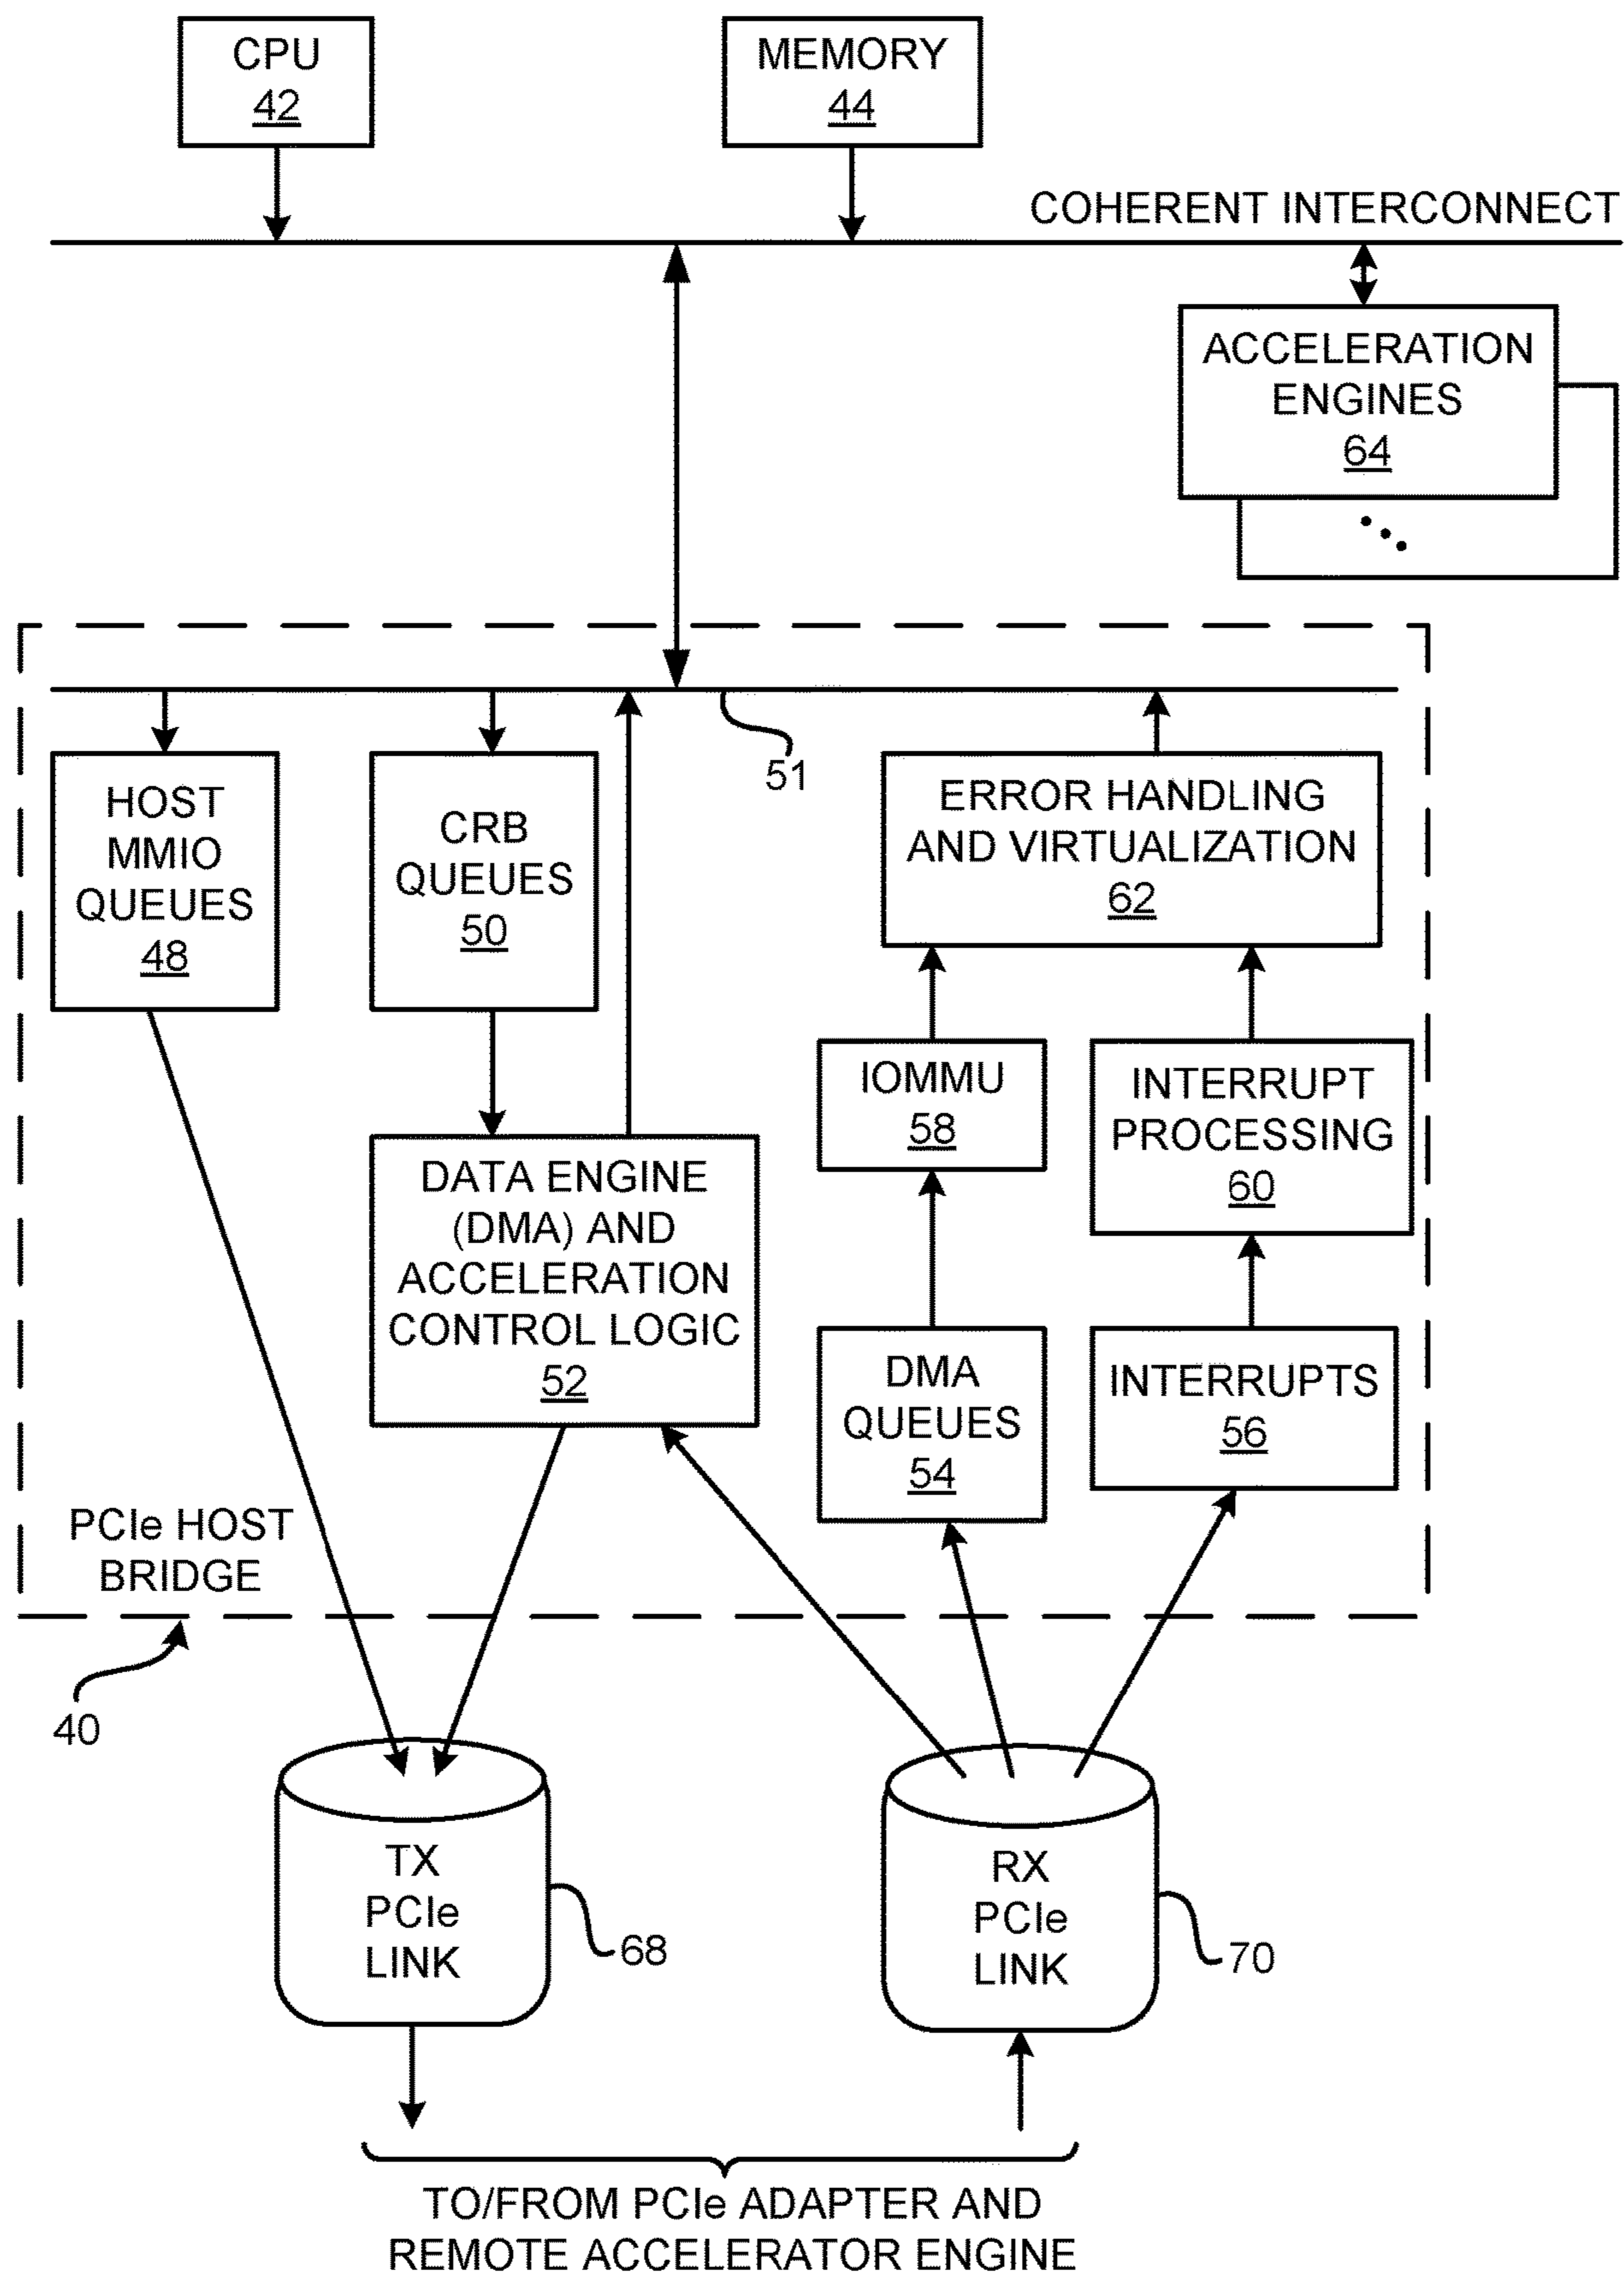 CPU
42
MEMORY
44
COHERENT INTERCONNECT
ACCELERATION
ENGINES
64
51
HOST
MMIO
QUEUES
48
CRB
QUEUES
50
ERROR HANDLING
AND VIRTUALIZATION
62
IOMMU
58
INTERRUPT
PROCESSING
60
DATA ENGINE
(DMA) AND
ACCELERATION
CONTROL LOGIC
52
DMA
QUEUES
54
INTERRUPTS
56
PCIe HOST
BRIDGE
40
TX
PCIe
LINK
68
RX
PCIe
LINK
70
TO/FROM PCIe ADAPTER AND
REMOTE ACCELERATOR ENGINE